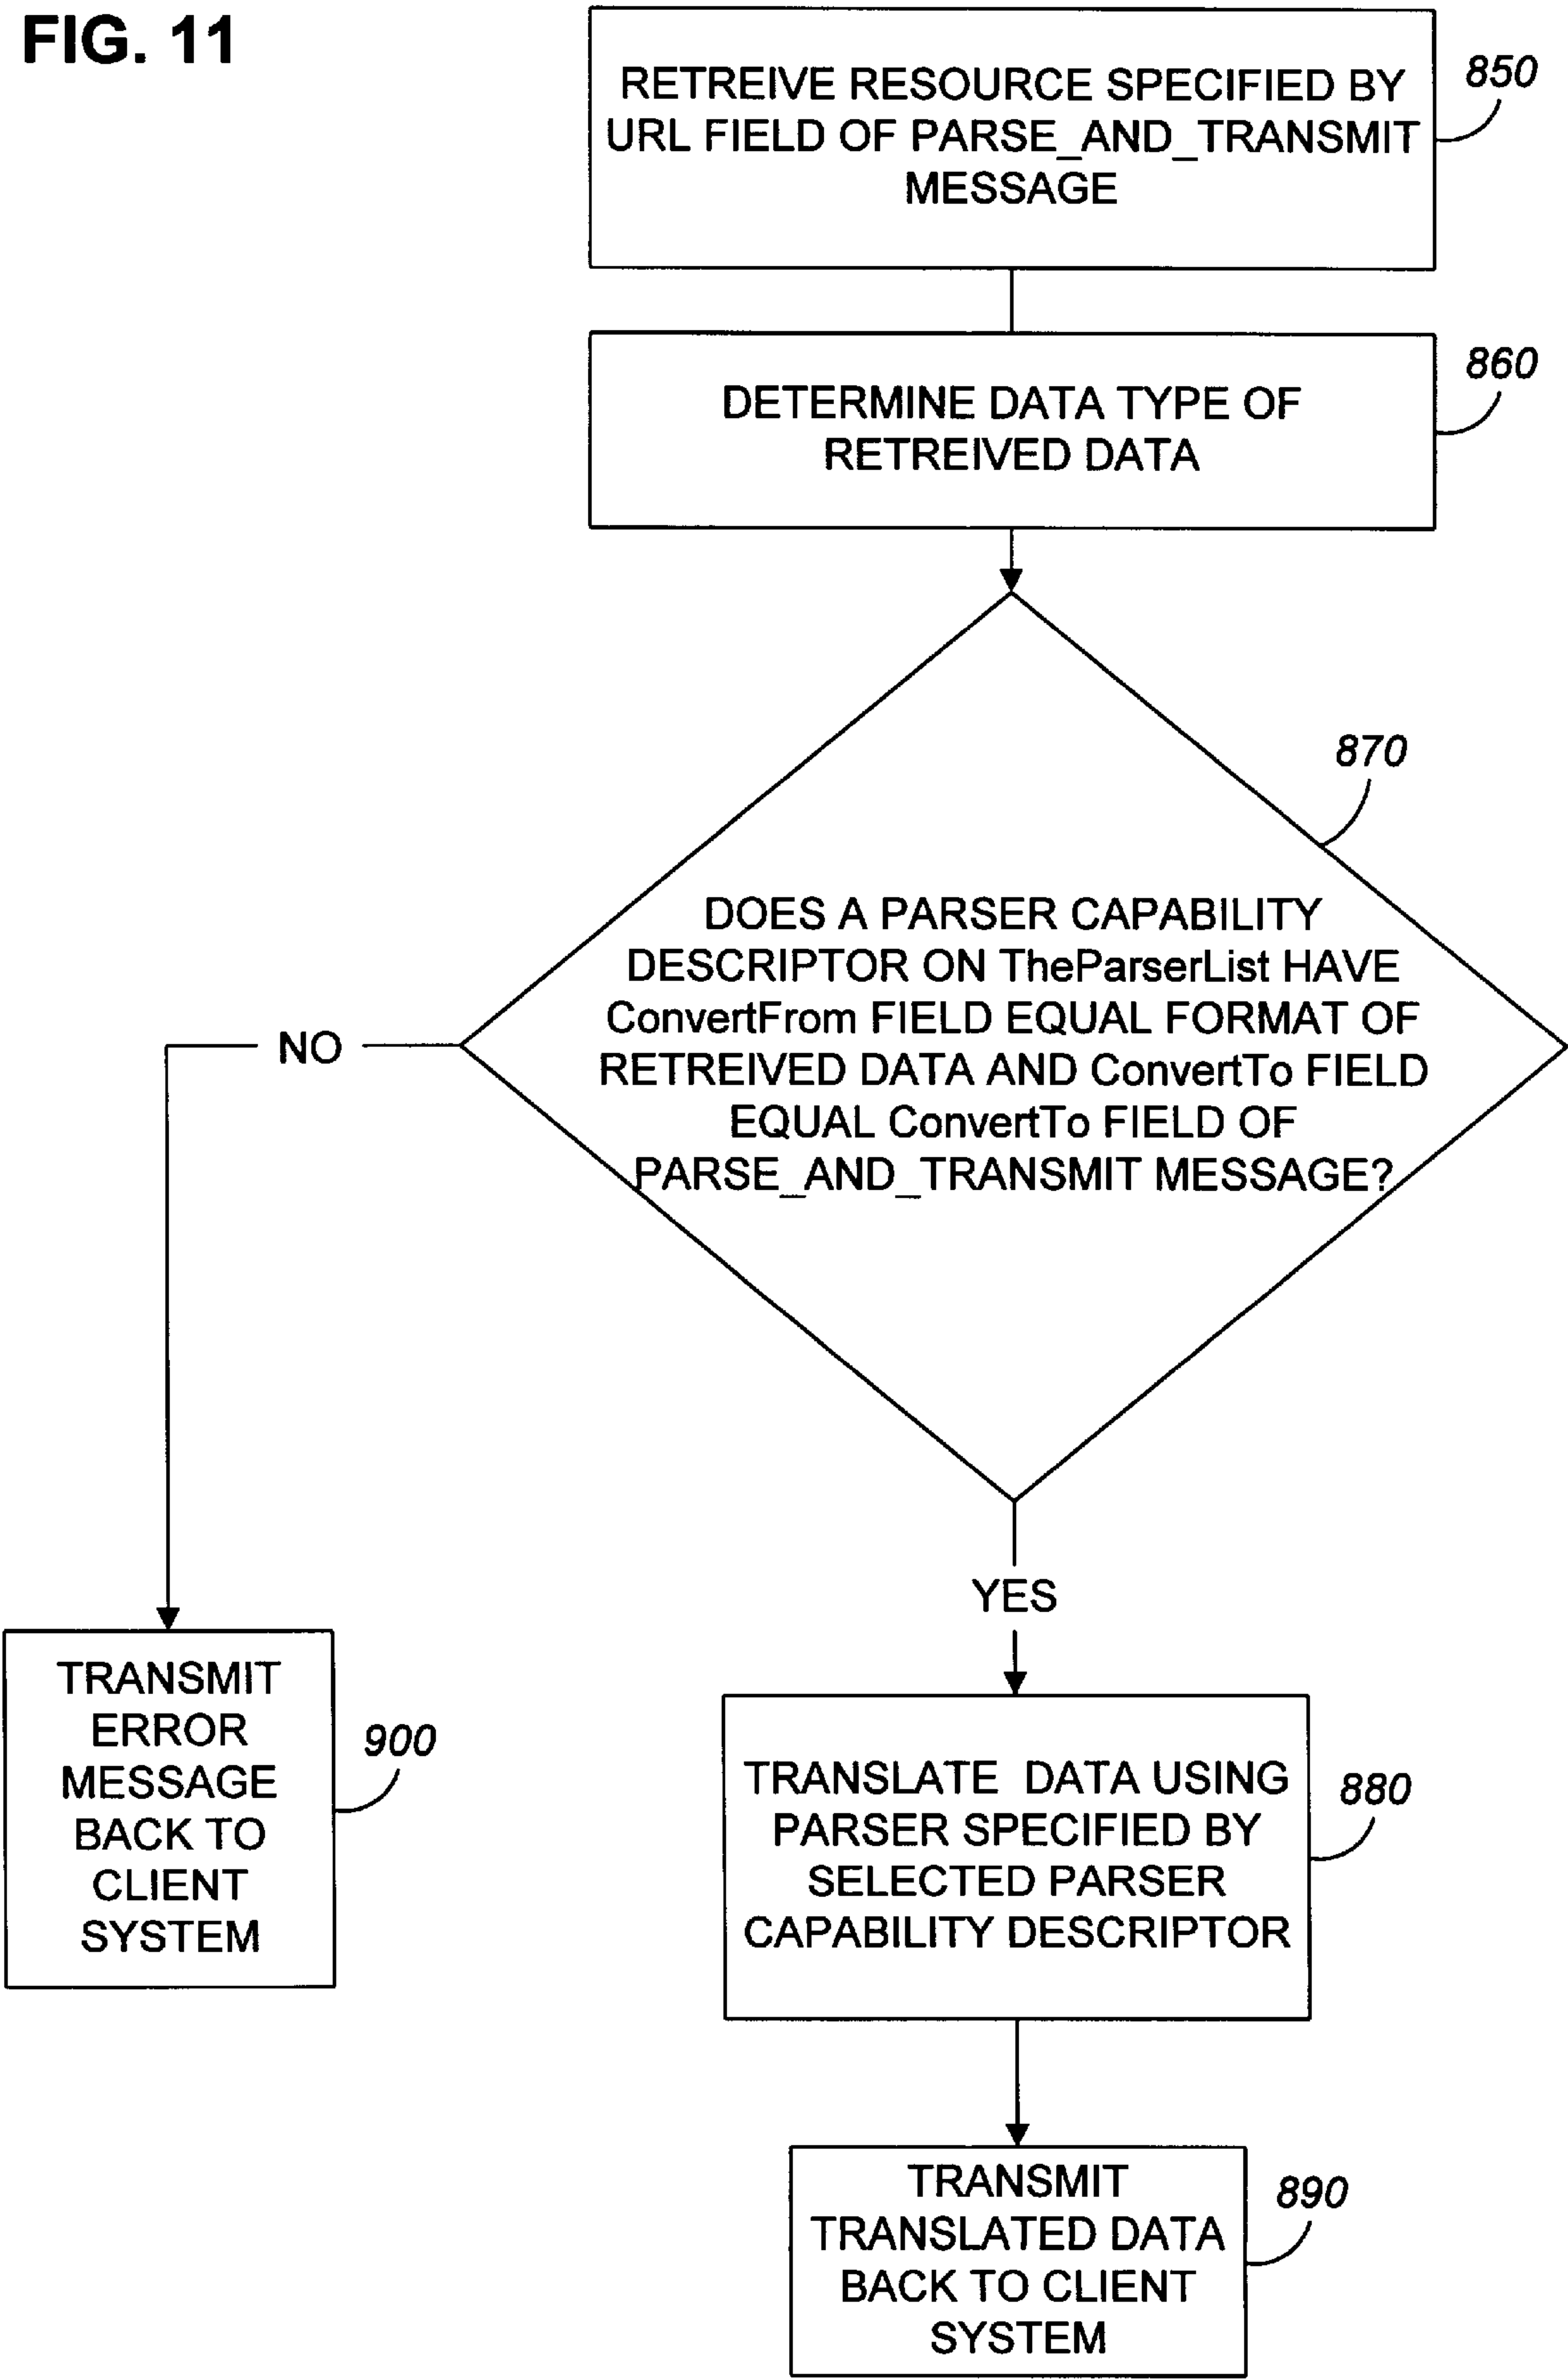 FIG. 11
RETREIVE RESOURCE SPECIFIED BY
URL FIELD OF PARSE_AND_TRANSMIT
MESSAGE
850
DETERMINE DATA TYPE OF
RETREIVED DATA
860
DOES A PARSER CAPABILITY
DESCRIPTOR ON TheParserList HAVE
ConvertFrom FIELD EQUAL FORMAT OF
RETREIVED DATA AND ConvertTo FIELD
EQUAL ConvertTo FIELD OF
PARSE_AND_TRANSMIT MESSAGE?
870
NO
YES
TRANSMIT
ERROR
MESSAGE
BACK TO
CLIENT
SYSTEM
900
TRANSLATE DATA USING
PARSER SPECIFIED BY
SELECTED PARSER
CAPABILITY DESCRIPTOR
880
TRANSMIT
TRANSLATED DATA
BACK TO CLIENT
SYSTEM
890